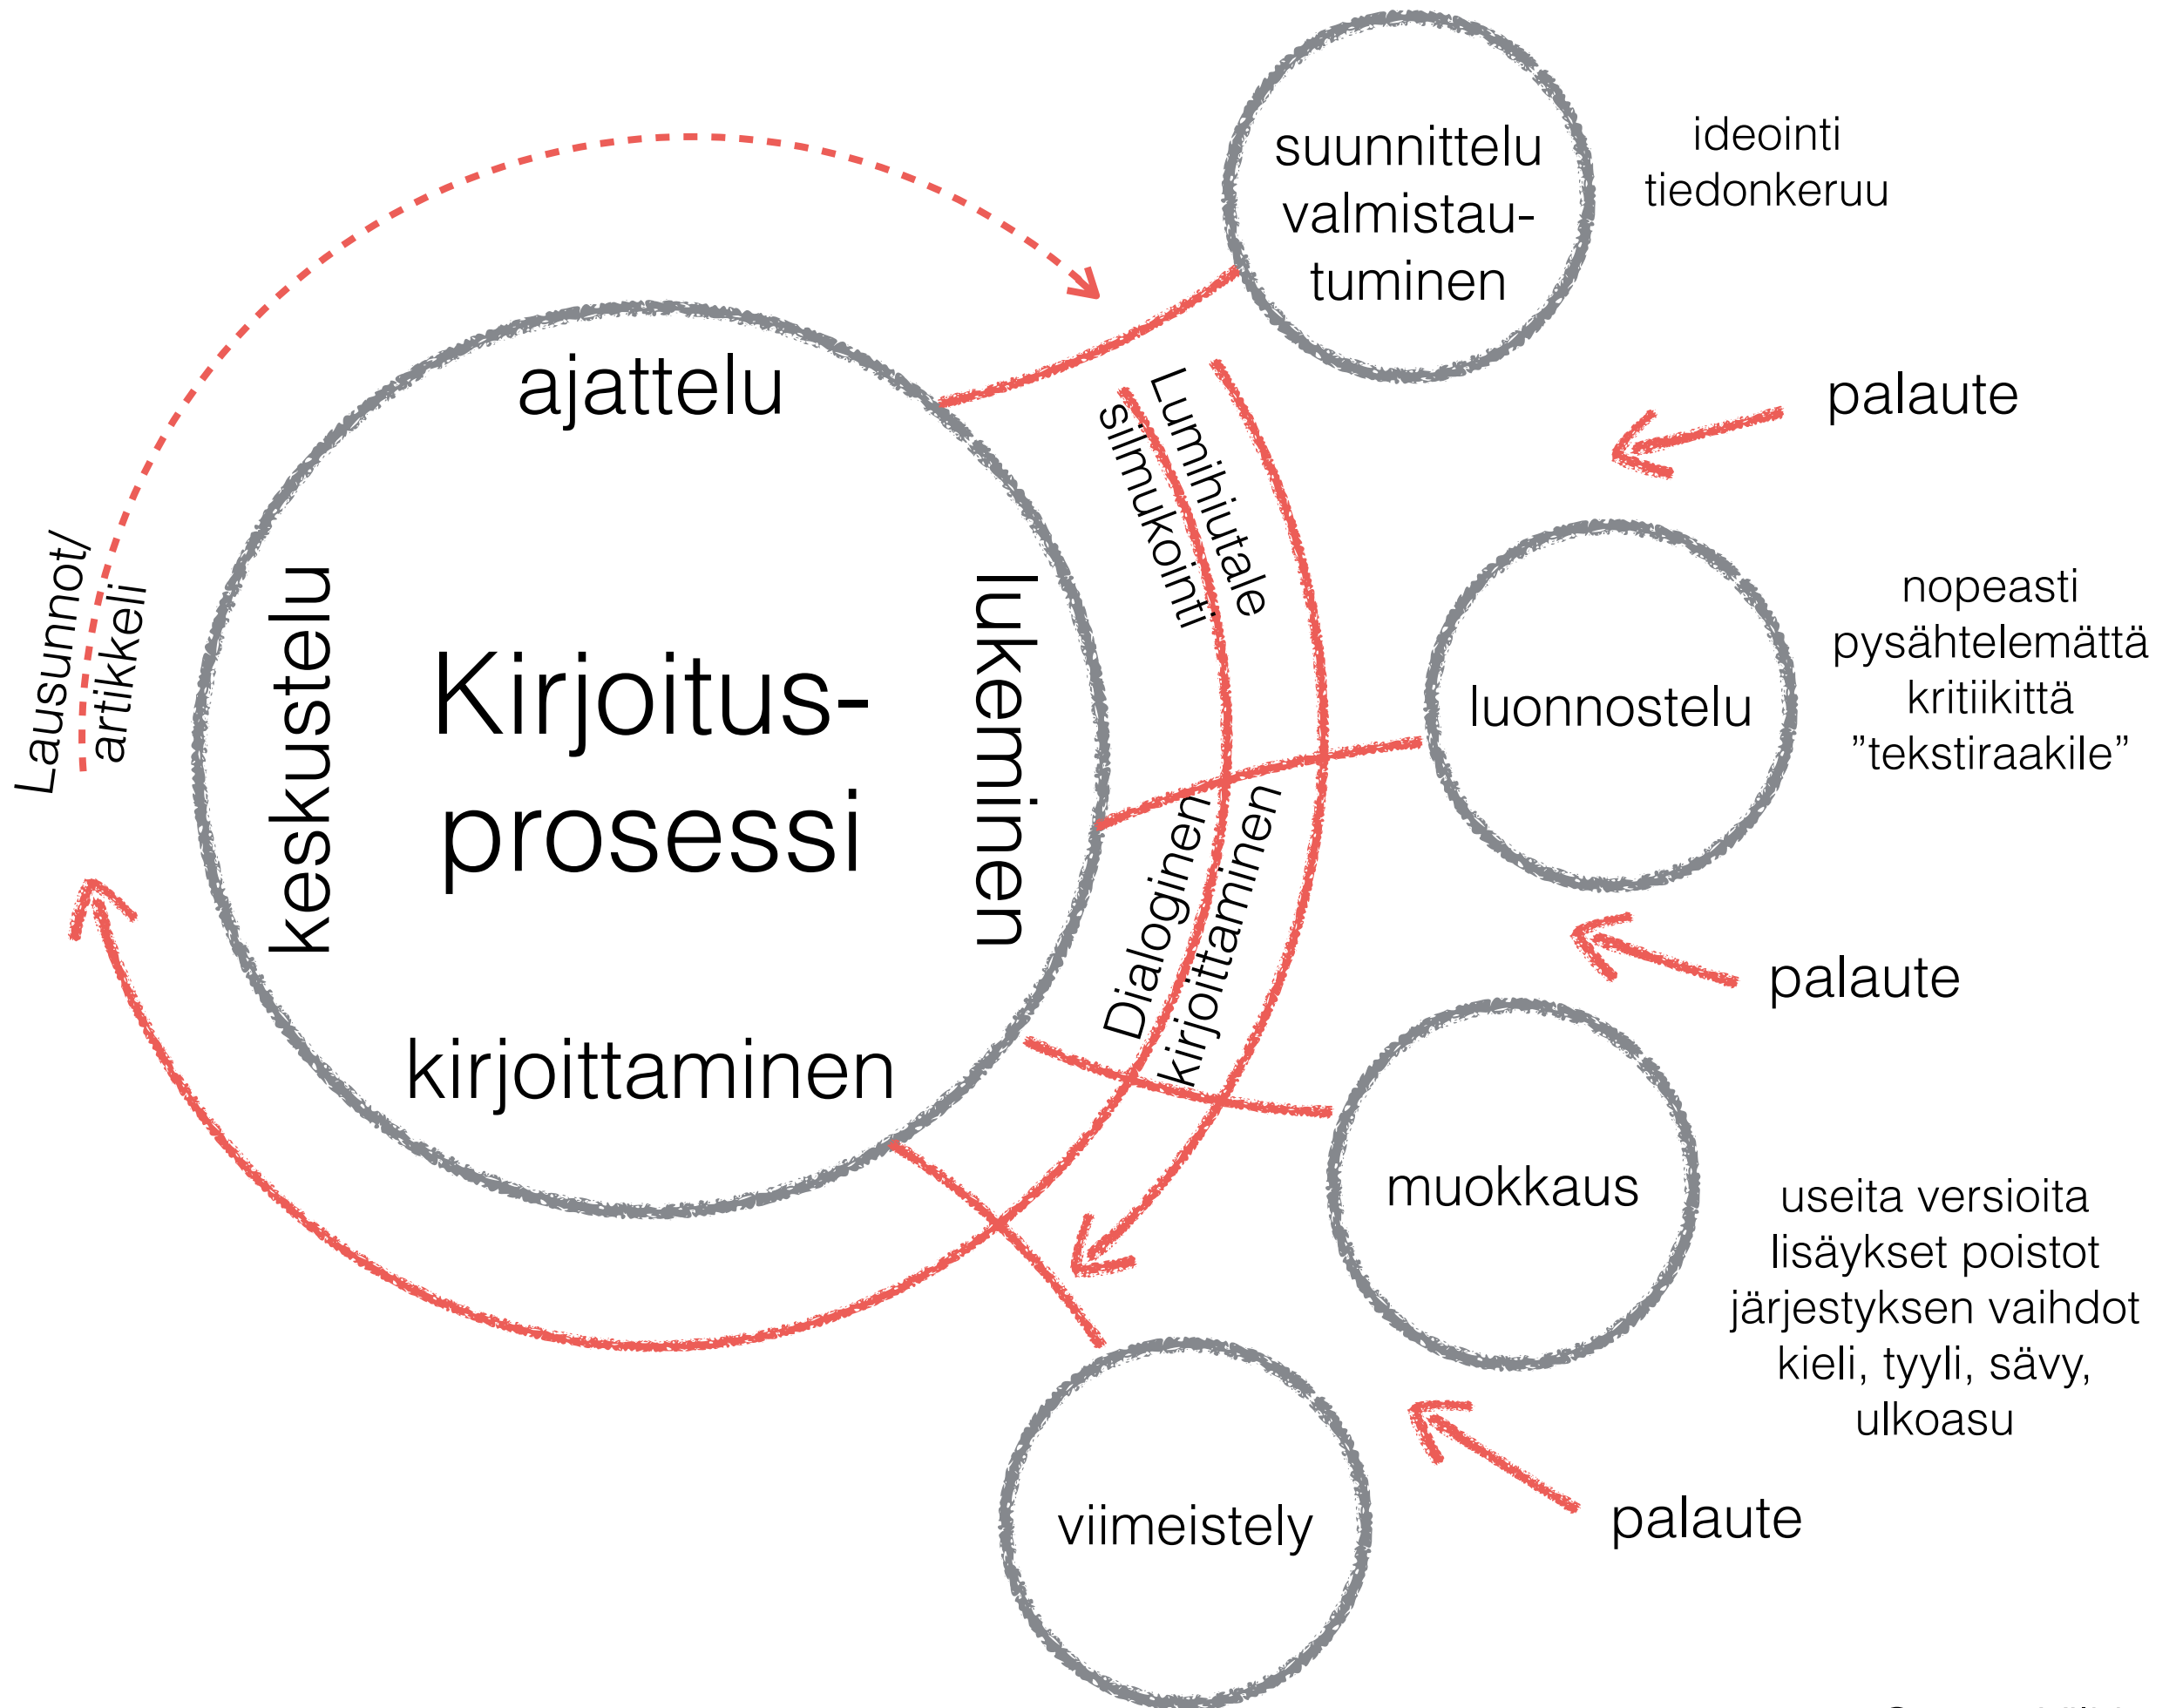 suunnittelu
valmistau-
tuminen
ideointi
tiedonkeruu
palaute
ajattelu
keskustelu
Kirjoitus-
prosessi
lukeminen
kirjoittaminen
Lausunnot/
artikkeli
Lumihiutale
silmukointi
Dialoginen
kirjoittaminen
luonnostelu
nopeasti
pysähtelemättä
kritiikittä
”tekstiraakile”
palaute
muokkaus
useita versioita
lisäykset poistot
järjestyksen vaihdot
kieli, tyyli, sävy,
ulkoasu
palaute
viimeistely